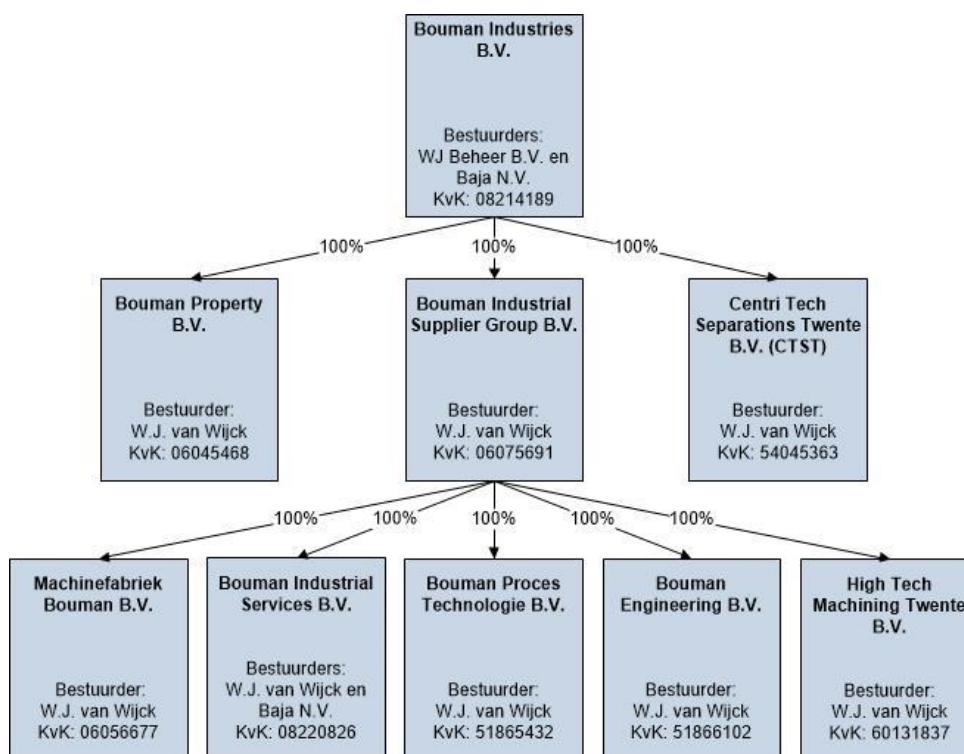 Bouman Industries
B.V.
Bestuurders:
WJ Beheer B.V. en
Baja N.V.
KvK: 08214189
100%
100%
100%
Bouman Property
B.V.
Bestuurder:
W.J. van Wijck
KvK: 06045468
Bouman Industrial
Supplier Group B.V.
Bestuurder:
W.J. van Wijck
KvK: 06075691
Centri Tech
Separations Twente
B.V. (CTST)
Bestuurder:
W.J. van Wijck
KvK: 54045363
100%
100%
100%
100%
100%
Machinefabriek
Bouman B.V.
Bestuurder:
W.J. van Wijck
KvK: 06056677
Bouman Industrial
Services B.V.
Bestuurders:
W.J. van Wijck en
Baja N.V.
KvK: 08220826
Bouman Proces
Technologie B.V.
Bestuurder:
W.J. van Wijck
KvK: 51865432
Bouman
Engineering B.V.
Bestuurder:
W.J. van Wijck
KvK: 51866102
High Tech
Machining Twente
B.V.
Bestuurder:
W.J. van Wijck
KvK: 60131837